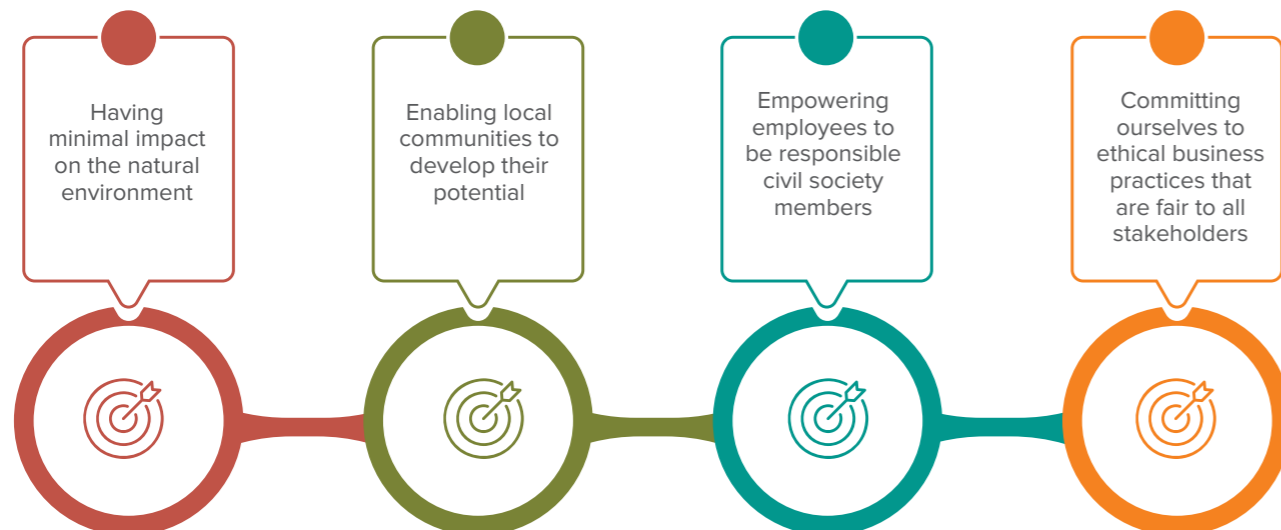 Having
minimal impact
on the natural
environment
Enabling local
communities to
develop their
potential
Empowering
employees to
be responsible
civil society
members
Committing
ourselves to
ethical business
practices that
are fair to all
stakeholders